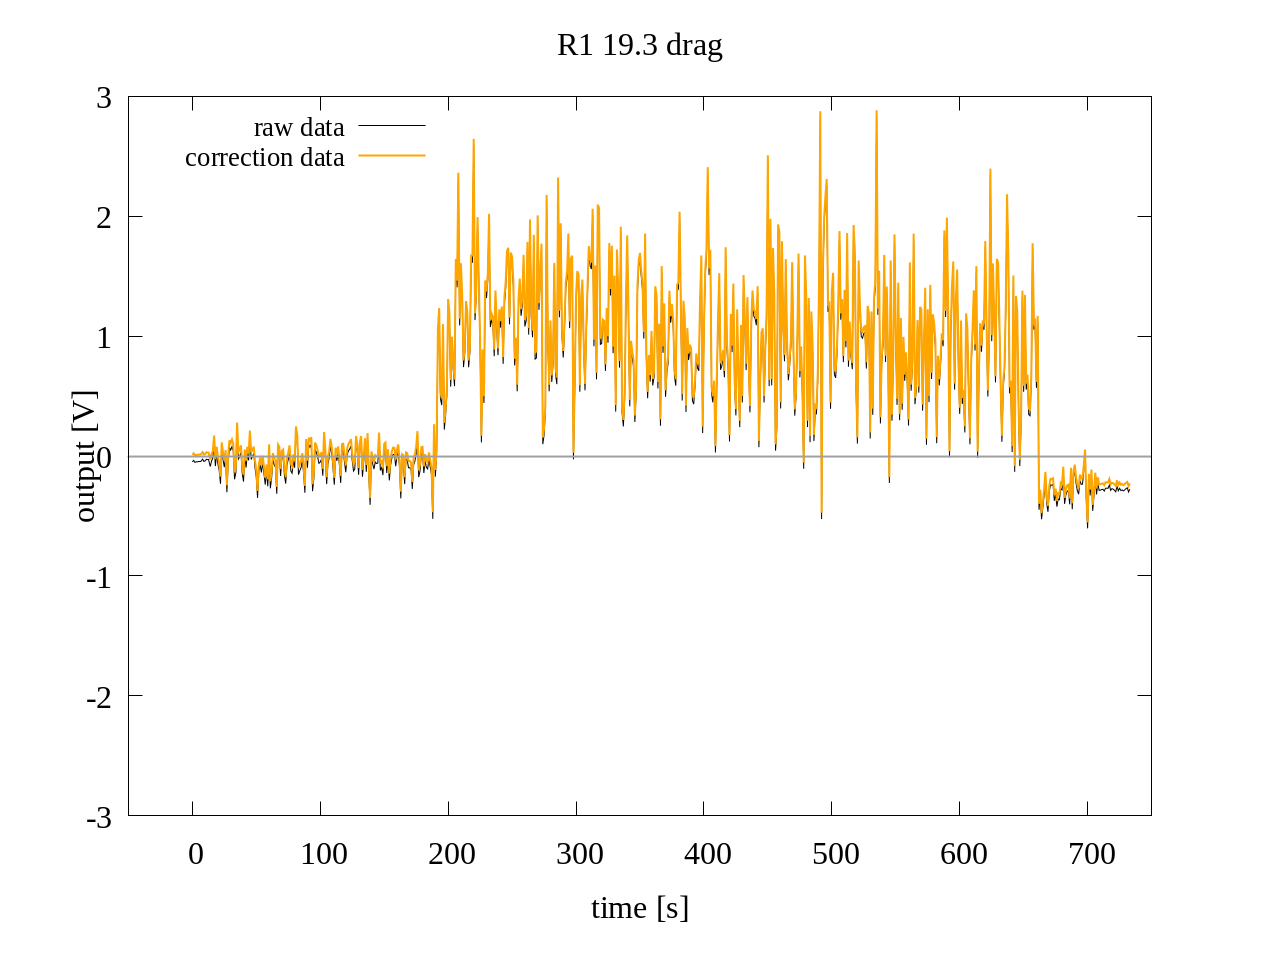 R1 19.3 drag
3
raw data
correction data
2
1
0
output [V]
-1
-2
-3
0 100 200 300 400 500 600 700
time [s]